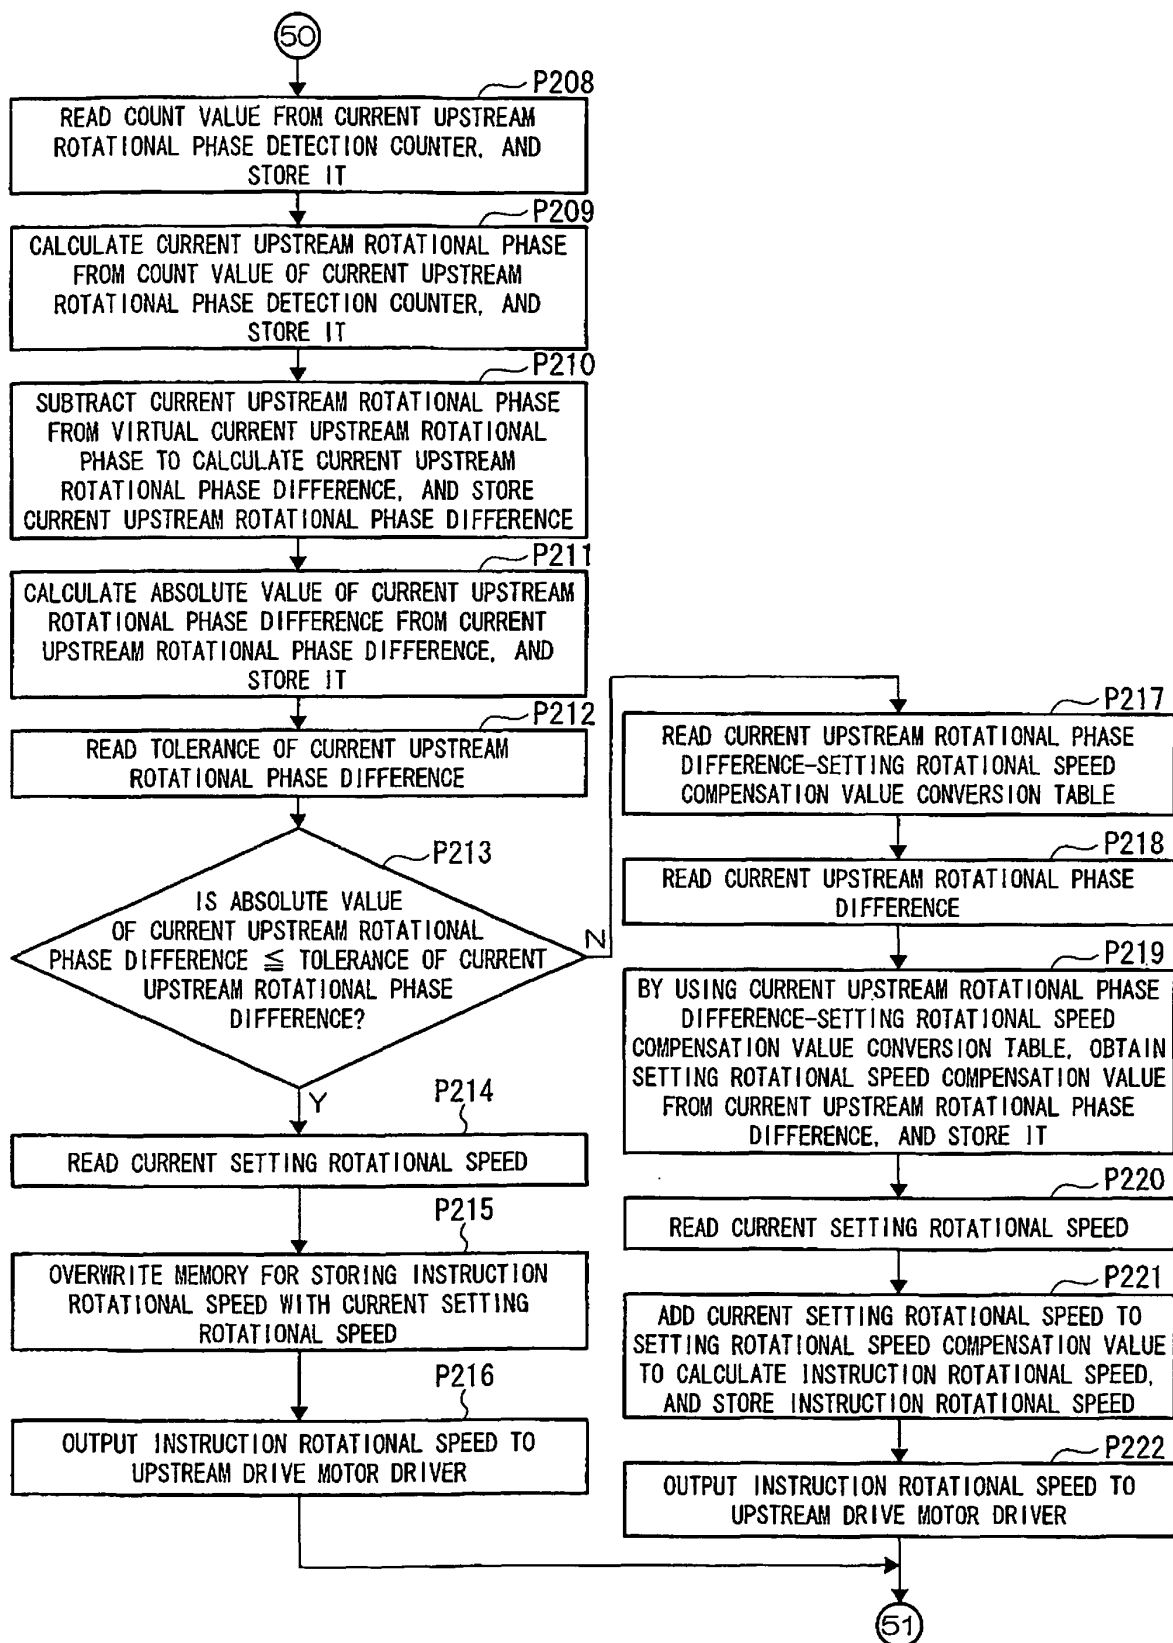 50
P208
READ COUNT VALUE FROM CURRENT UPSTREAM
ROTATIONAL PHASE DETECTION COUNTER, AND
STORE IT
P209
CALCULATE CURRENT UPSTREAM ROTATIONAL PHASE
FROM COUNT VALUE OF CURRENT UPSTREAM
ROTATIONAL PHASE DETECTION COUNTER, AND
STORE IT
P210
SUBTRACT CURRENT UPSTREAM ROTATIONAL PHASE
FROM VIRTUAL CURRENT UPSTREAM ROTATIONAL
PHASE TO CALCULATE CURRENT UPSTREAM
ROTATIONAL PHASE DIFFERENCE, AND STORE
CURRENT UPSTREAM ROTATIONAL PHASE DIFFERENCE
P211
CALCULATE ABSOLUTE VALUE OF CURRENT UPSTREAM
ROTATIONAL PHASE DIFFERENCE FROM CURRENT
UPSTREAM ROTATIONAL PHASE DIFFERENCE, AND
STORE IT
P212
READ TOLERANCE OF CURRENT UPSTREAM
ROTATIONAL PHASE DIFFERENCE
P213
IS ABSOLUTE VALUE
OF CURRENT UPSTREAM ROTATIONAL
PHASE DIFFERENCE ≦ TOLERANCE OF CURRENT
UPSTREAM ROTATIONAL PHASE
DIFFERENCE?
N
Y
P214
READ CURRENT SETTING ROTATIONAL SPEED
P215
OVERWRITE MEMORY FOR STORING INSTRUCTION
ROTATIONAL SPEED WITH CURRENT SETTING
ROTATIONAL SPEED
P216
OUTPUT INSTRUCTION ROTATIONAL SPEED TO
UPSTREAM DRIVE MOTOR DRIVER
P217
READ CURRENT UPSTREAM ROTATIONAL PHASE
DIFFERENCE-SETTING ROTATIONAL SPEED
COMPENSATION VALUE CONVERSION TABLE
P218
READ CURRENT UPSTREAM ROTATIONAL PHASE
DIFFERENCE
P219
BY USING CURRENT UPSTREAM ROTATIONAL PHASE
DIFFERENCE-SETTING ROTATIONAL SPEED
COMPENSATION VALUE CONVERSION TABLE, OBTAIN
SETTING ROTATIONAL SPEED COMPENSATION VALUE
FROM CURRENT UPSTREAM ROTATIONAL PHASE
DIFFERENCE, AND STORE IT
P220
READ CURRENT SETTING ROTATIONAL SPEED
P221
ADD CURRENT SETTING ROTATIONAL SPEED TO
SETTING ROTATIONAL SPEED COMPENSATION VALUE
TO CALCULATE INSTRUCTION ROTATIONAL SPEED,
AND STORE INSTRUCTION ROTATIONAL SPEED
P222
OUTPUT INSTRUCTION ROTATIONAL SPEED TO
UPSTREAM DRIVE MOTOR DRIVER
51